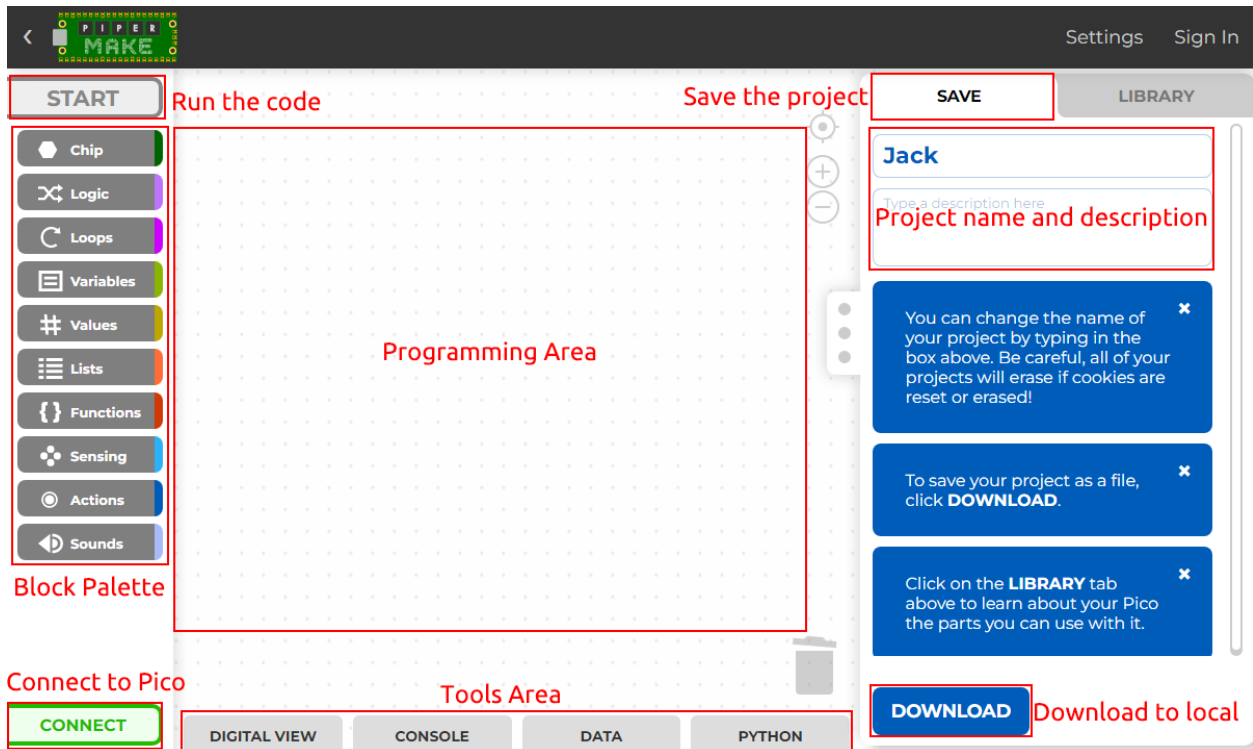 PIPER
MAKE
Settings
Sign In
START
Run the code
Save the project
SAVE
LIBRARY
Chip
Logic
Loops
Variables
Values
Lists
Functions
Sensing
Actions
Sounds
Block Palette
Programming Area
Jack
Type a description here
Project name and description
You can change the name of
your project by typing in the
box above. Be careful, all of your
projects will erase if cookies are
reset or erased!
To save your project as a file,
click DOWNLOAD.
Click on the LIBRARY tab
above to learn about your Pico
the parts you can use with it.
Connect to Pico
CONNECT
Tools Area
DIGITAL VIEW
CONSOLE
DATA
PYTHON
DOWNLOAD
Download to local